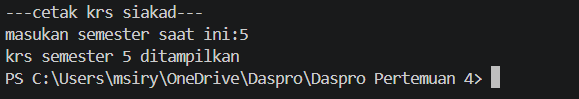 ---cetak krs siakad---
masukan semester saat ini:5
krs semester 5 ditampilkan
PS C:\Users\msiry\OneDrive\Daspro\Daspro Pertemuan 4>